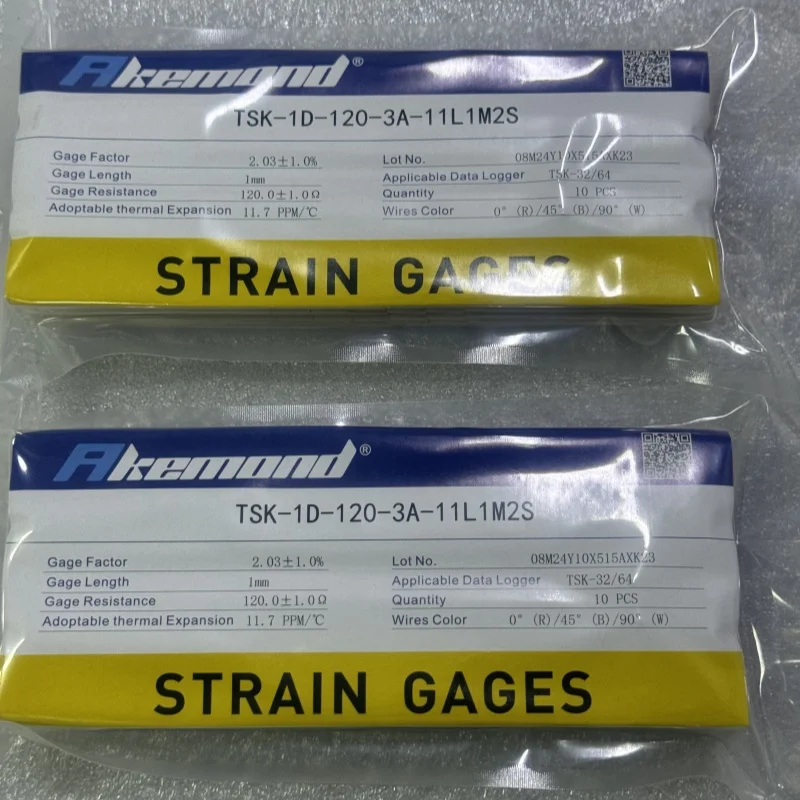 Akemond®
TSK-1D-120-3A-11L1M2S
Gage Factor 2.03±1.0% Lot No. 08M24Y10X515AXK23
Gage Length 1mm Applicable Data Logger TSK-32/64
Gage Resistance 120.0±1.0Ω Quantity 10 PCS
Adoptable thermal Expansion 11.7 PPM/℃ Wires Color 0° (R)/45° (B)/90° (W)
STRAIN GAGES
Akemond®
TSK-1D-120-3A-11L1M2S
Gage Factor 2.03±1.0% Lot No. 08M24Y10X515AXK23
Gage Length 1mm Applicable Data Logger TSK-32/64
Gage Resistance 120.0±1.0Ω Quantity 10 PCS
Adoptable thermal Expansion 11.7 PPM/℃ Wires Color 0° (R)/45° (B)/90° (W)
STRAIN GAGES